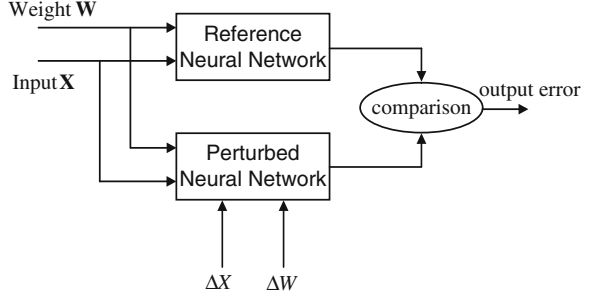 Weight W
Reference
Neural Network
Input X
comparison
output error
Perturbed
Neural Network
ΔX
ΔW